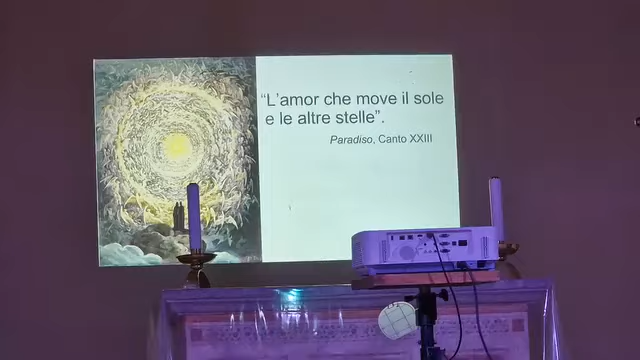 “L’amor che move il sole
e le altre stelle”.
Paradiso, Canto XXIII